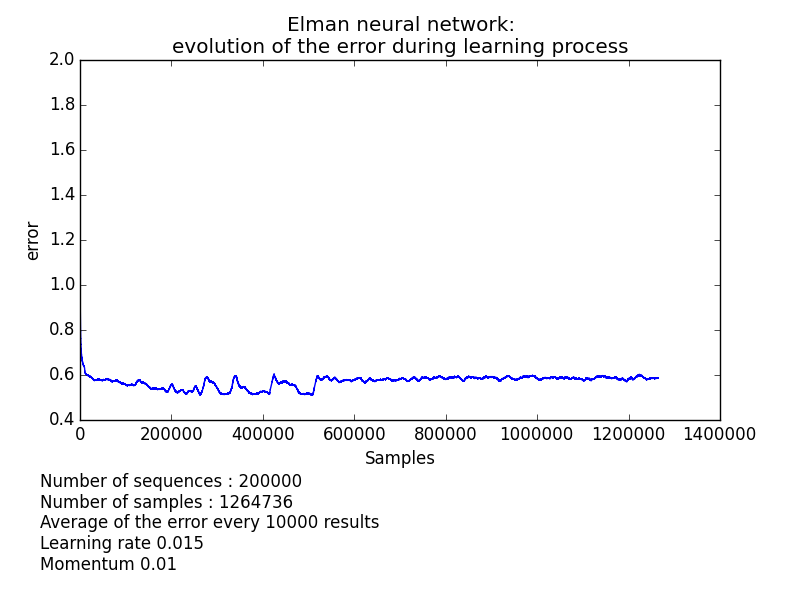 Elman neural network:
evolution of the error during learning process
2.0
1.8
1.6
1.4
1.2
1.0
0.8
0.6
0.4
error
0 200000 400000 600000 800000 1000000 1200000 1400000
Samples
Number of sequences : 200000
Number of samples : 1264736
Average of the error every 10000 results
Learning rate 0.015
Momentum 0.01